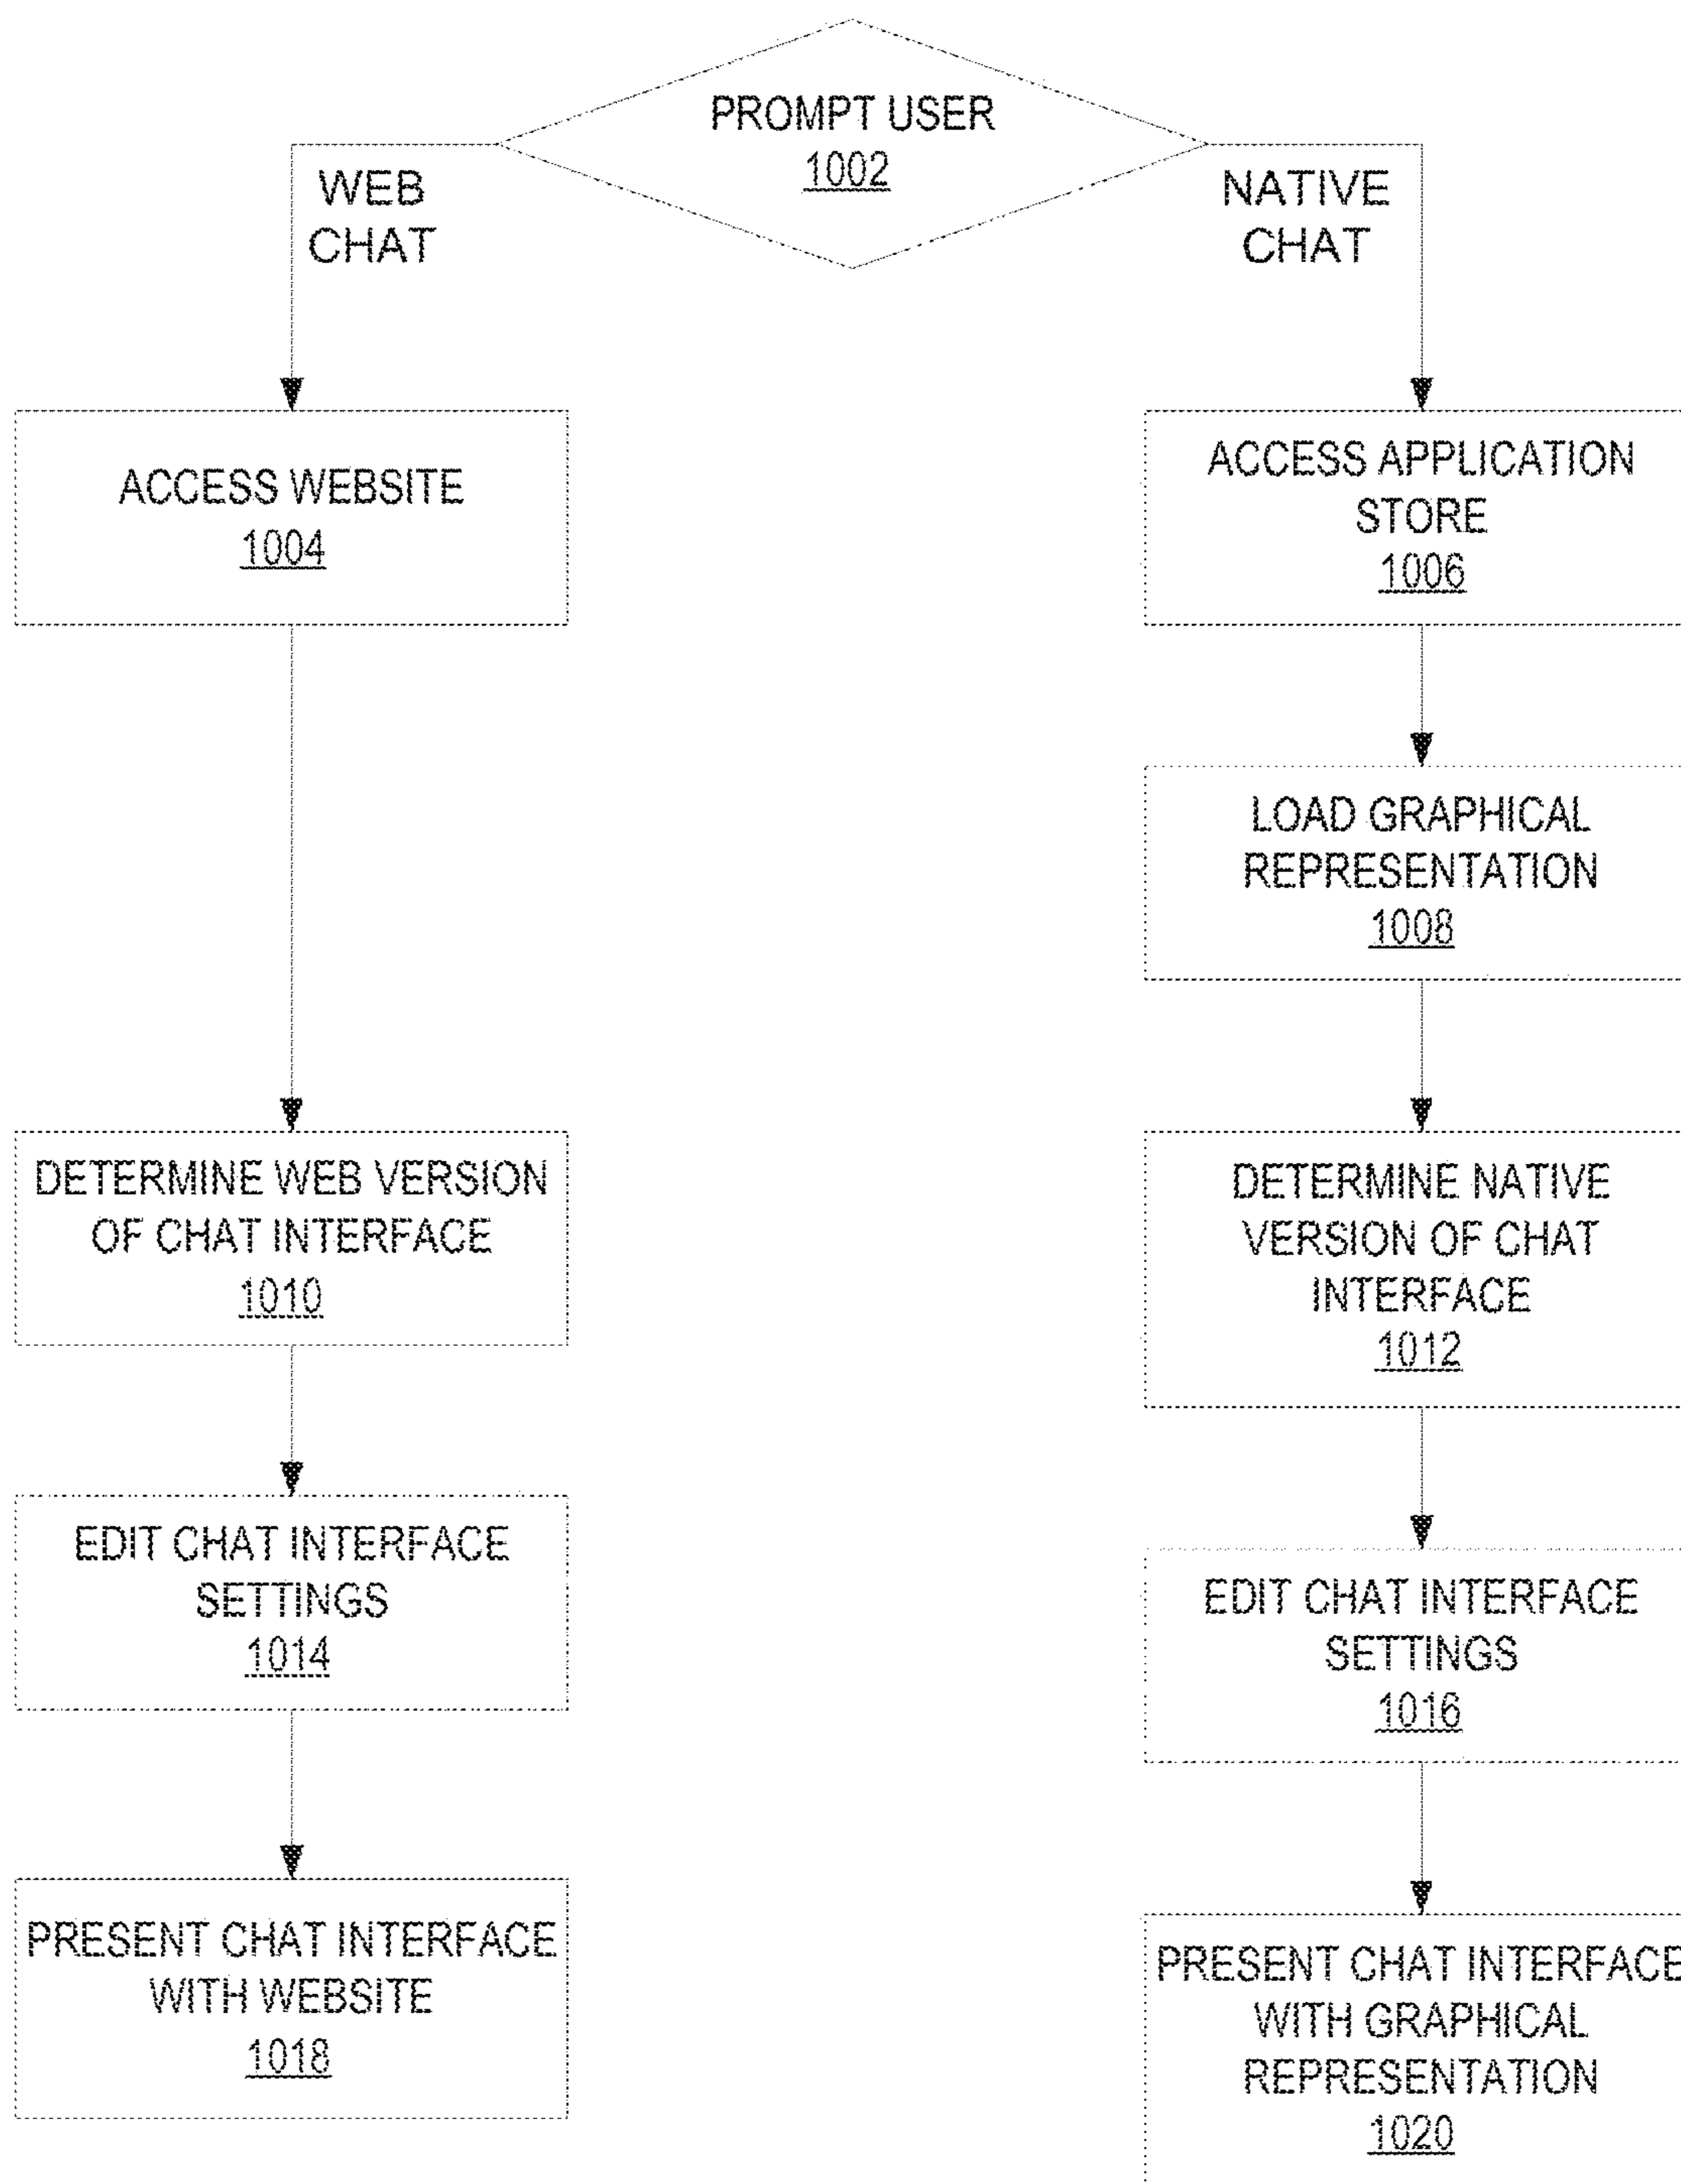 PROMPT USER
1002
WEB
CHAT
NATIVE
CHAT
ACCESS WEBSITE
1004
ACCESS APPLICATION
STORE
1006
LOAD GRAPHICAL
REPRESENTATION
1008
DETERMINE WEB VERSION
OF CHAT INTERFACE
1010
DETERMINE NATIVE
VERSION OF CHAT
INTERFACE
1012
EDIT CHAT INTERFACE
SETTINGS
1014
EDIT CHAT INTERFACE
SETTINGS
1016
PRESENT CHAT INTERFACE
WITH WEBSITE
1018
PRESENT CHAT INTERFACE
WITH GRAPHICAL
REPRESENTATION
1020